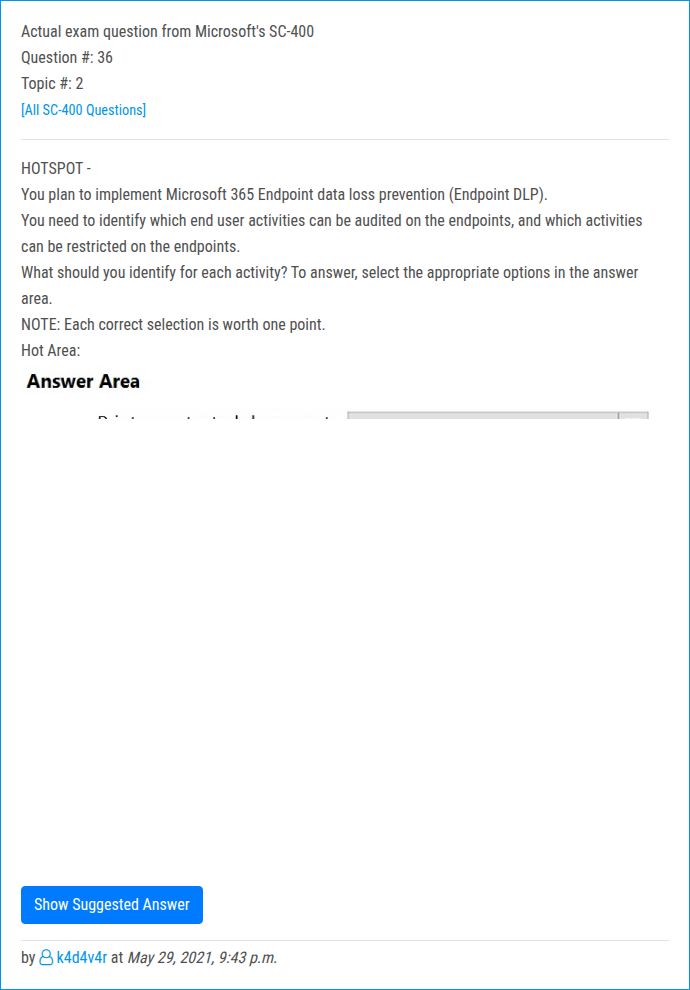 Actual exam question from Microsoft's SC-400
Question #: 36
Topic #: 2
[All SC-400 Questions]
HOTSPOT -
You plan to implement Microsoft 365 Endpoint data loss prevention (Endpoint DLP).
You need to identify which end user activities can be audited on the endpoints, and which activities
can be restricted on the endpoints.
What should you identify for each activity? To answer, select the appropriate options in the answer
area.
NOTE: Each correct selection is worth one point.
Hot Area:
Answer Area
Show Suggested Answer
by k4d4v4r at May 29, 2021, 9:43 p.m.